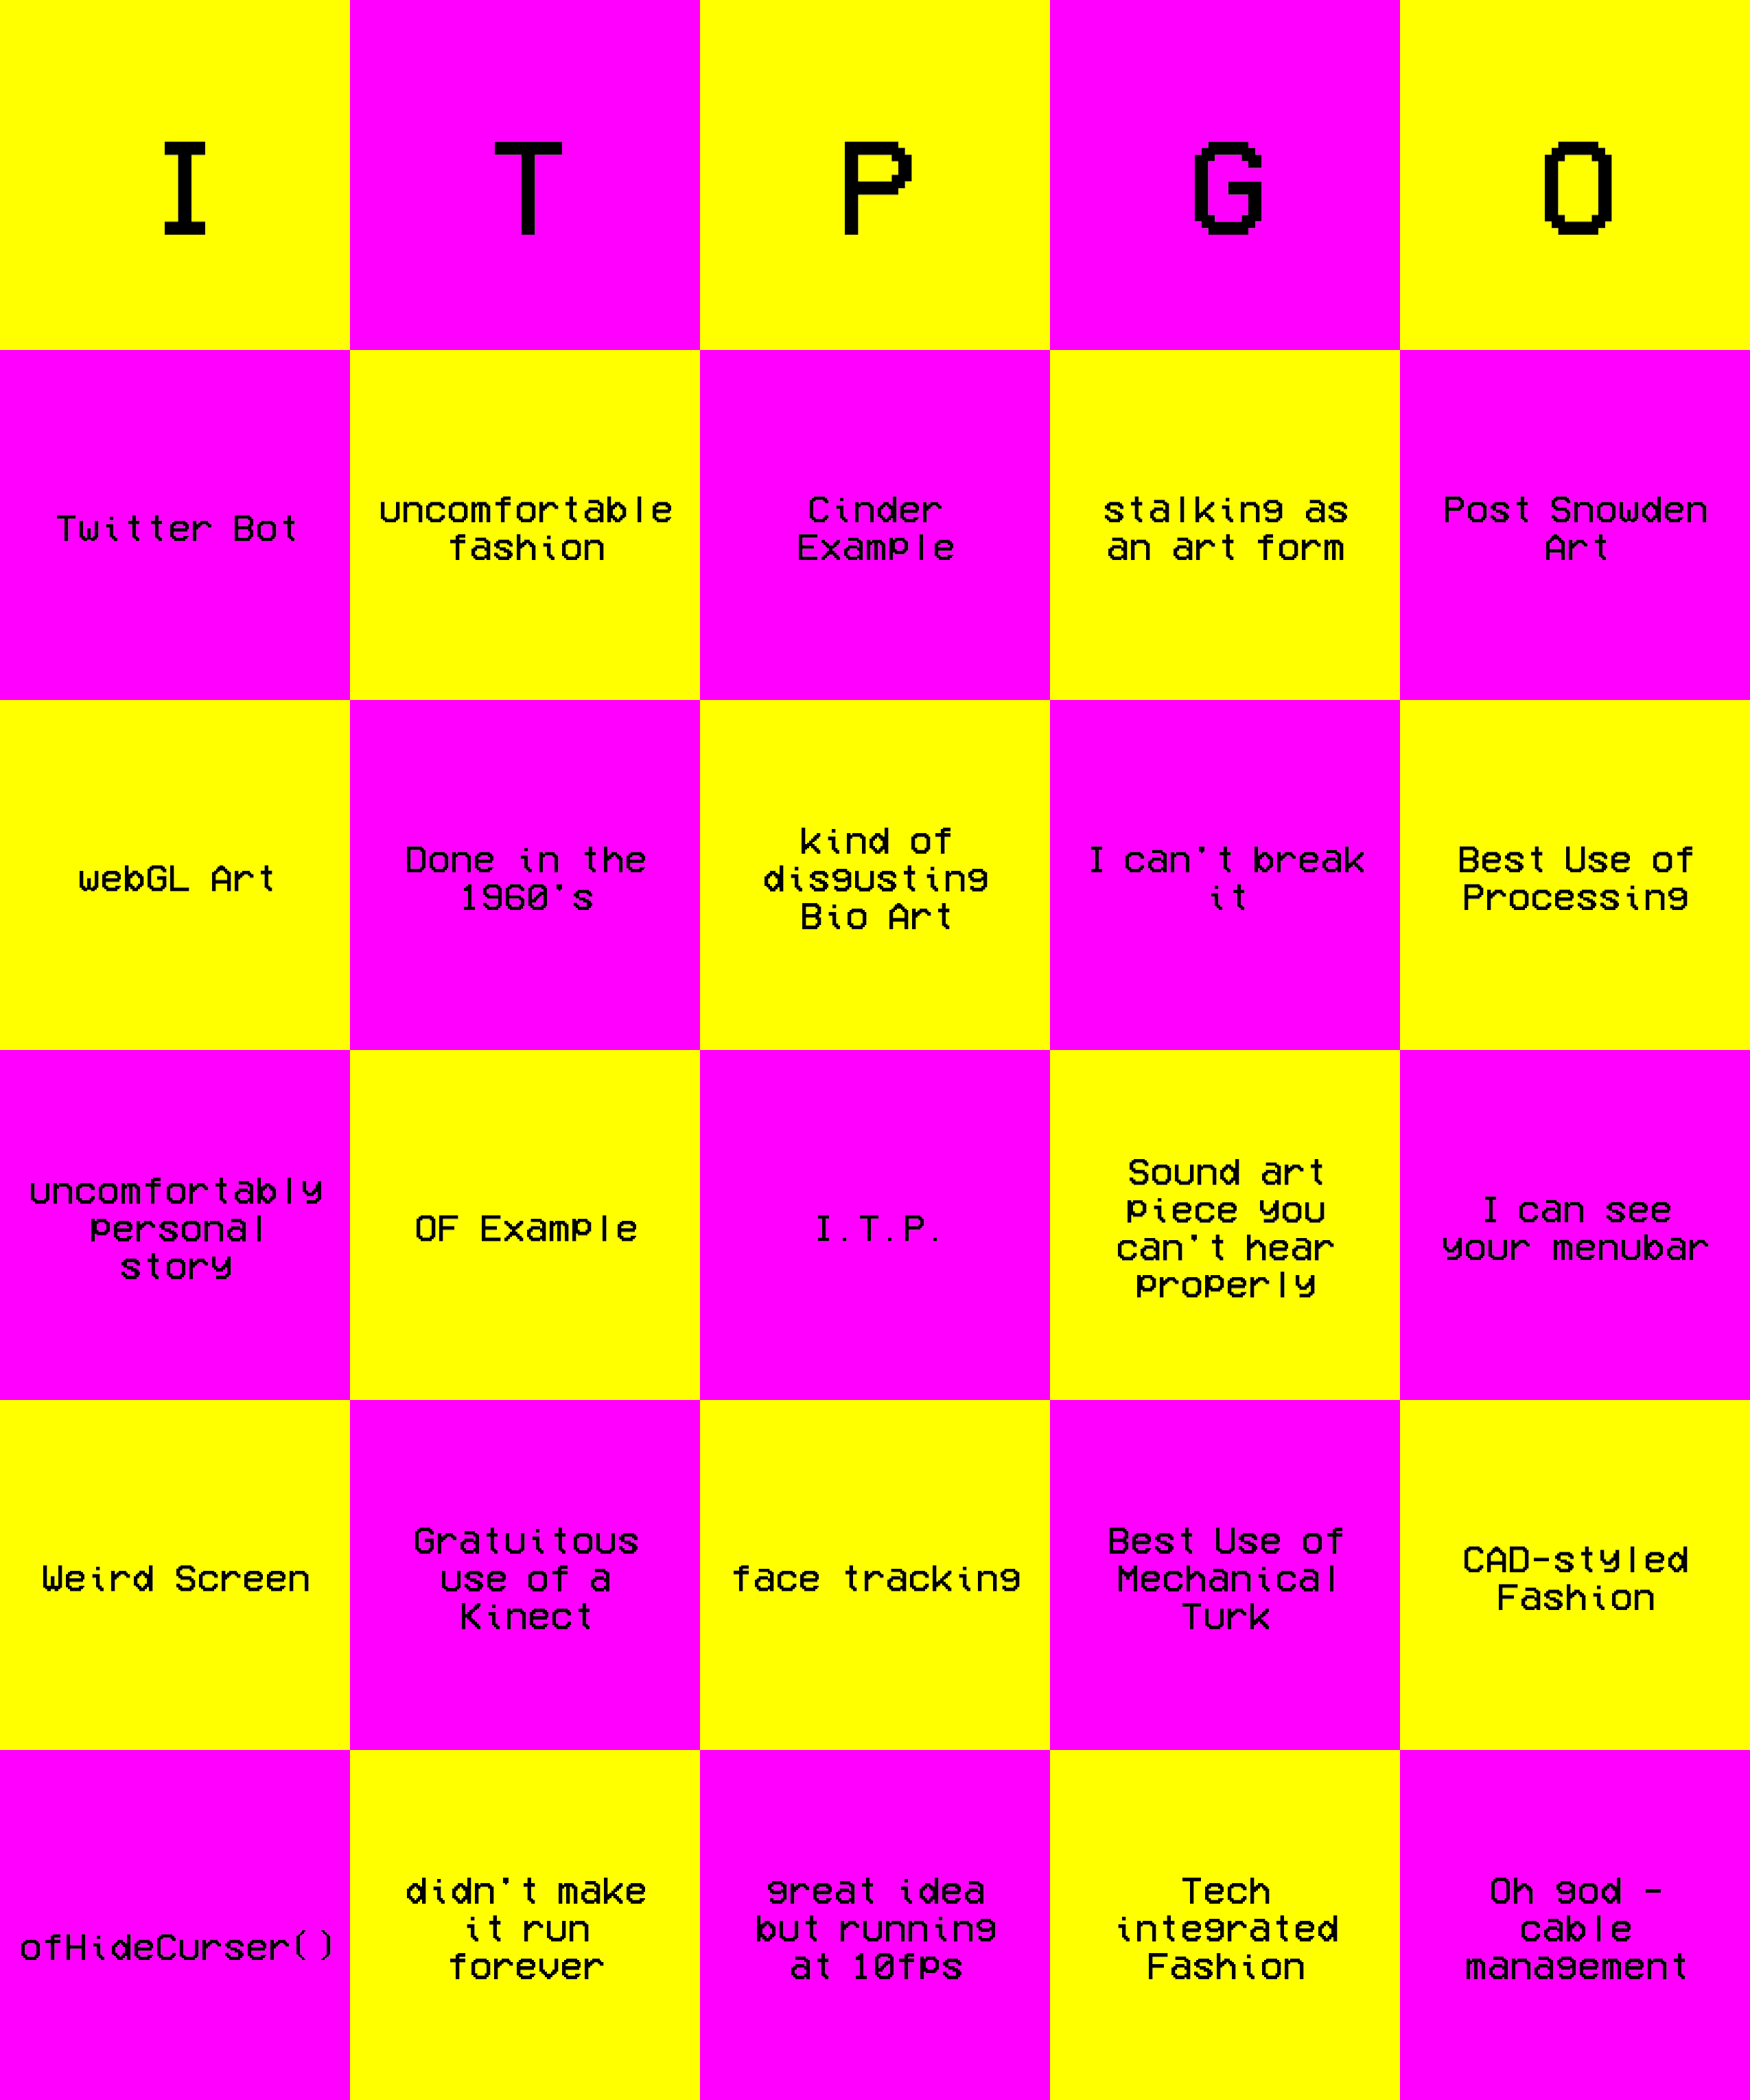 I T P G O
Twitter Bot
uncomfortable
fashion
Cinder
Example
stalking as
an art form
Post Snowden
Art
webGL Art
Done in the
1960's
kind of
disgusting
Bio Art
I can't break
it
Best Use of
Processing
uncomfortably
personal
story
OF Example
I.T.P.
Sound art
piece you
can't hear
properly
I can see
your menubar
Weird Screen
Gratuitous
use of a
Kinect
face tracking
Best Use of
Mechanical
Turk
CAD-styled
Fashion
ofHideCurser()
didn't make
it run
forever
great idea
but running
at 10fps
Tech
integrated
Fashion
Oh god -
cable
management